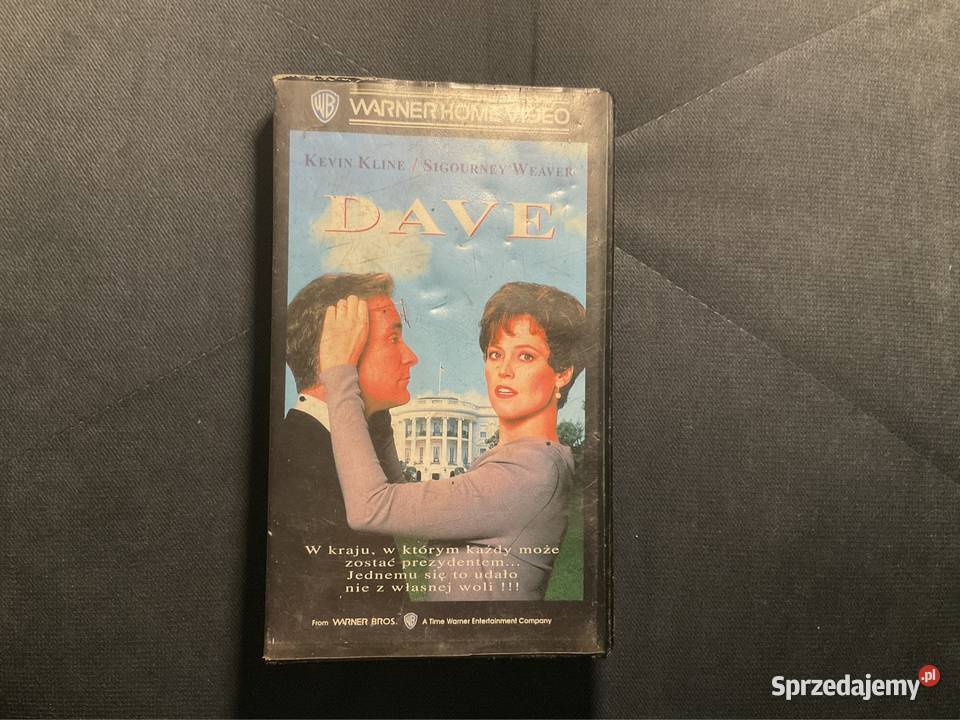 WB WARNER HOME VIDEO
KEVIN KLINE / SIGOURNEY WEAVER
DAVE
W kraju, w którym każdy może
zostać prezydentem...
Jednemu się to udało
nie z własnej woli !!!
From WARNER BROS. WB A Time Warner Entertainment Company
Sprzedajemy.pl